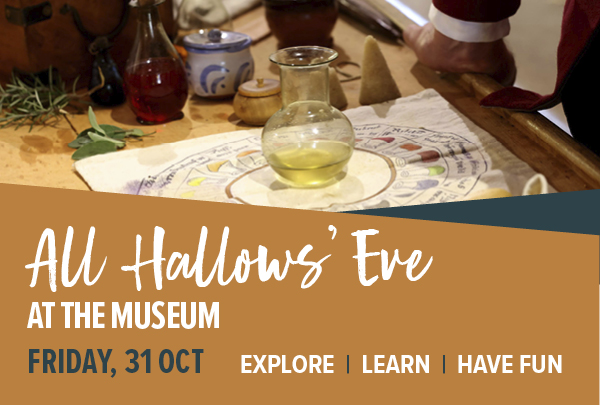 All Hallows' Eve
AT THE MUSEUM
FRIDAY, 31 OCT
EXPLORE | LEARN | HAVE FUN